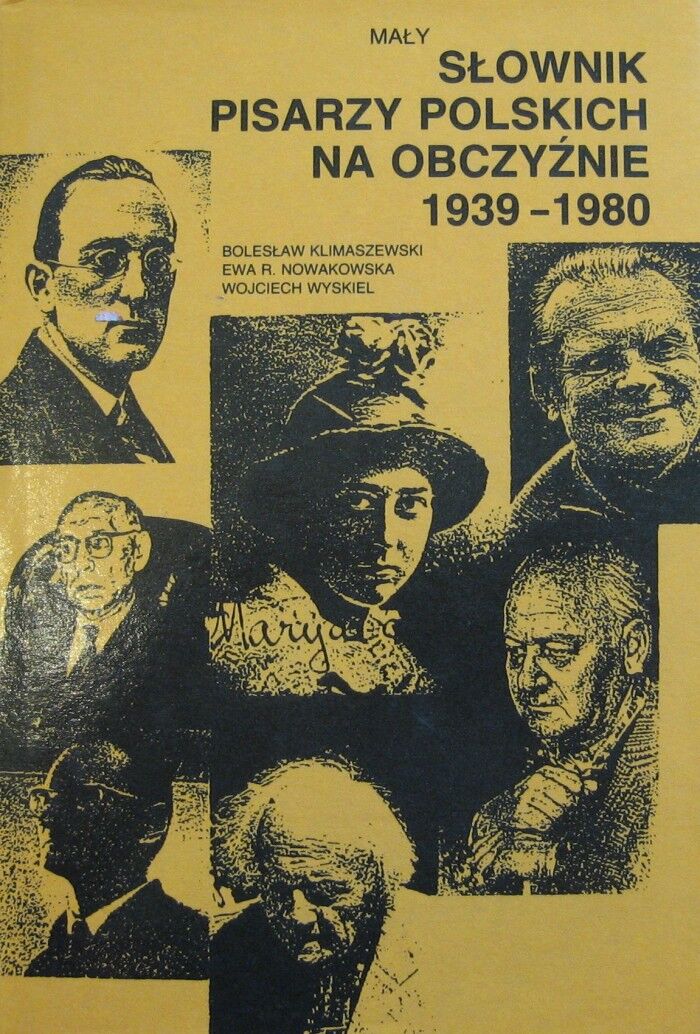 MAŁY
SŁOWNIK
PISARZY POLSKICH
NA OBCZYŹNIE
1939-1980
BOLESŁAW KLIMASZEWSKI
EWA R. NOWAKOWSKA
WOJCIECH WYSKIEL